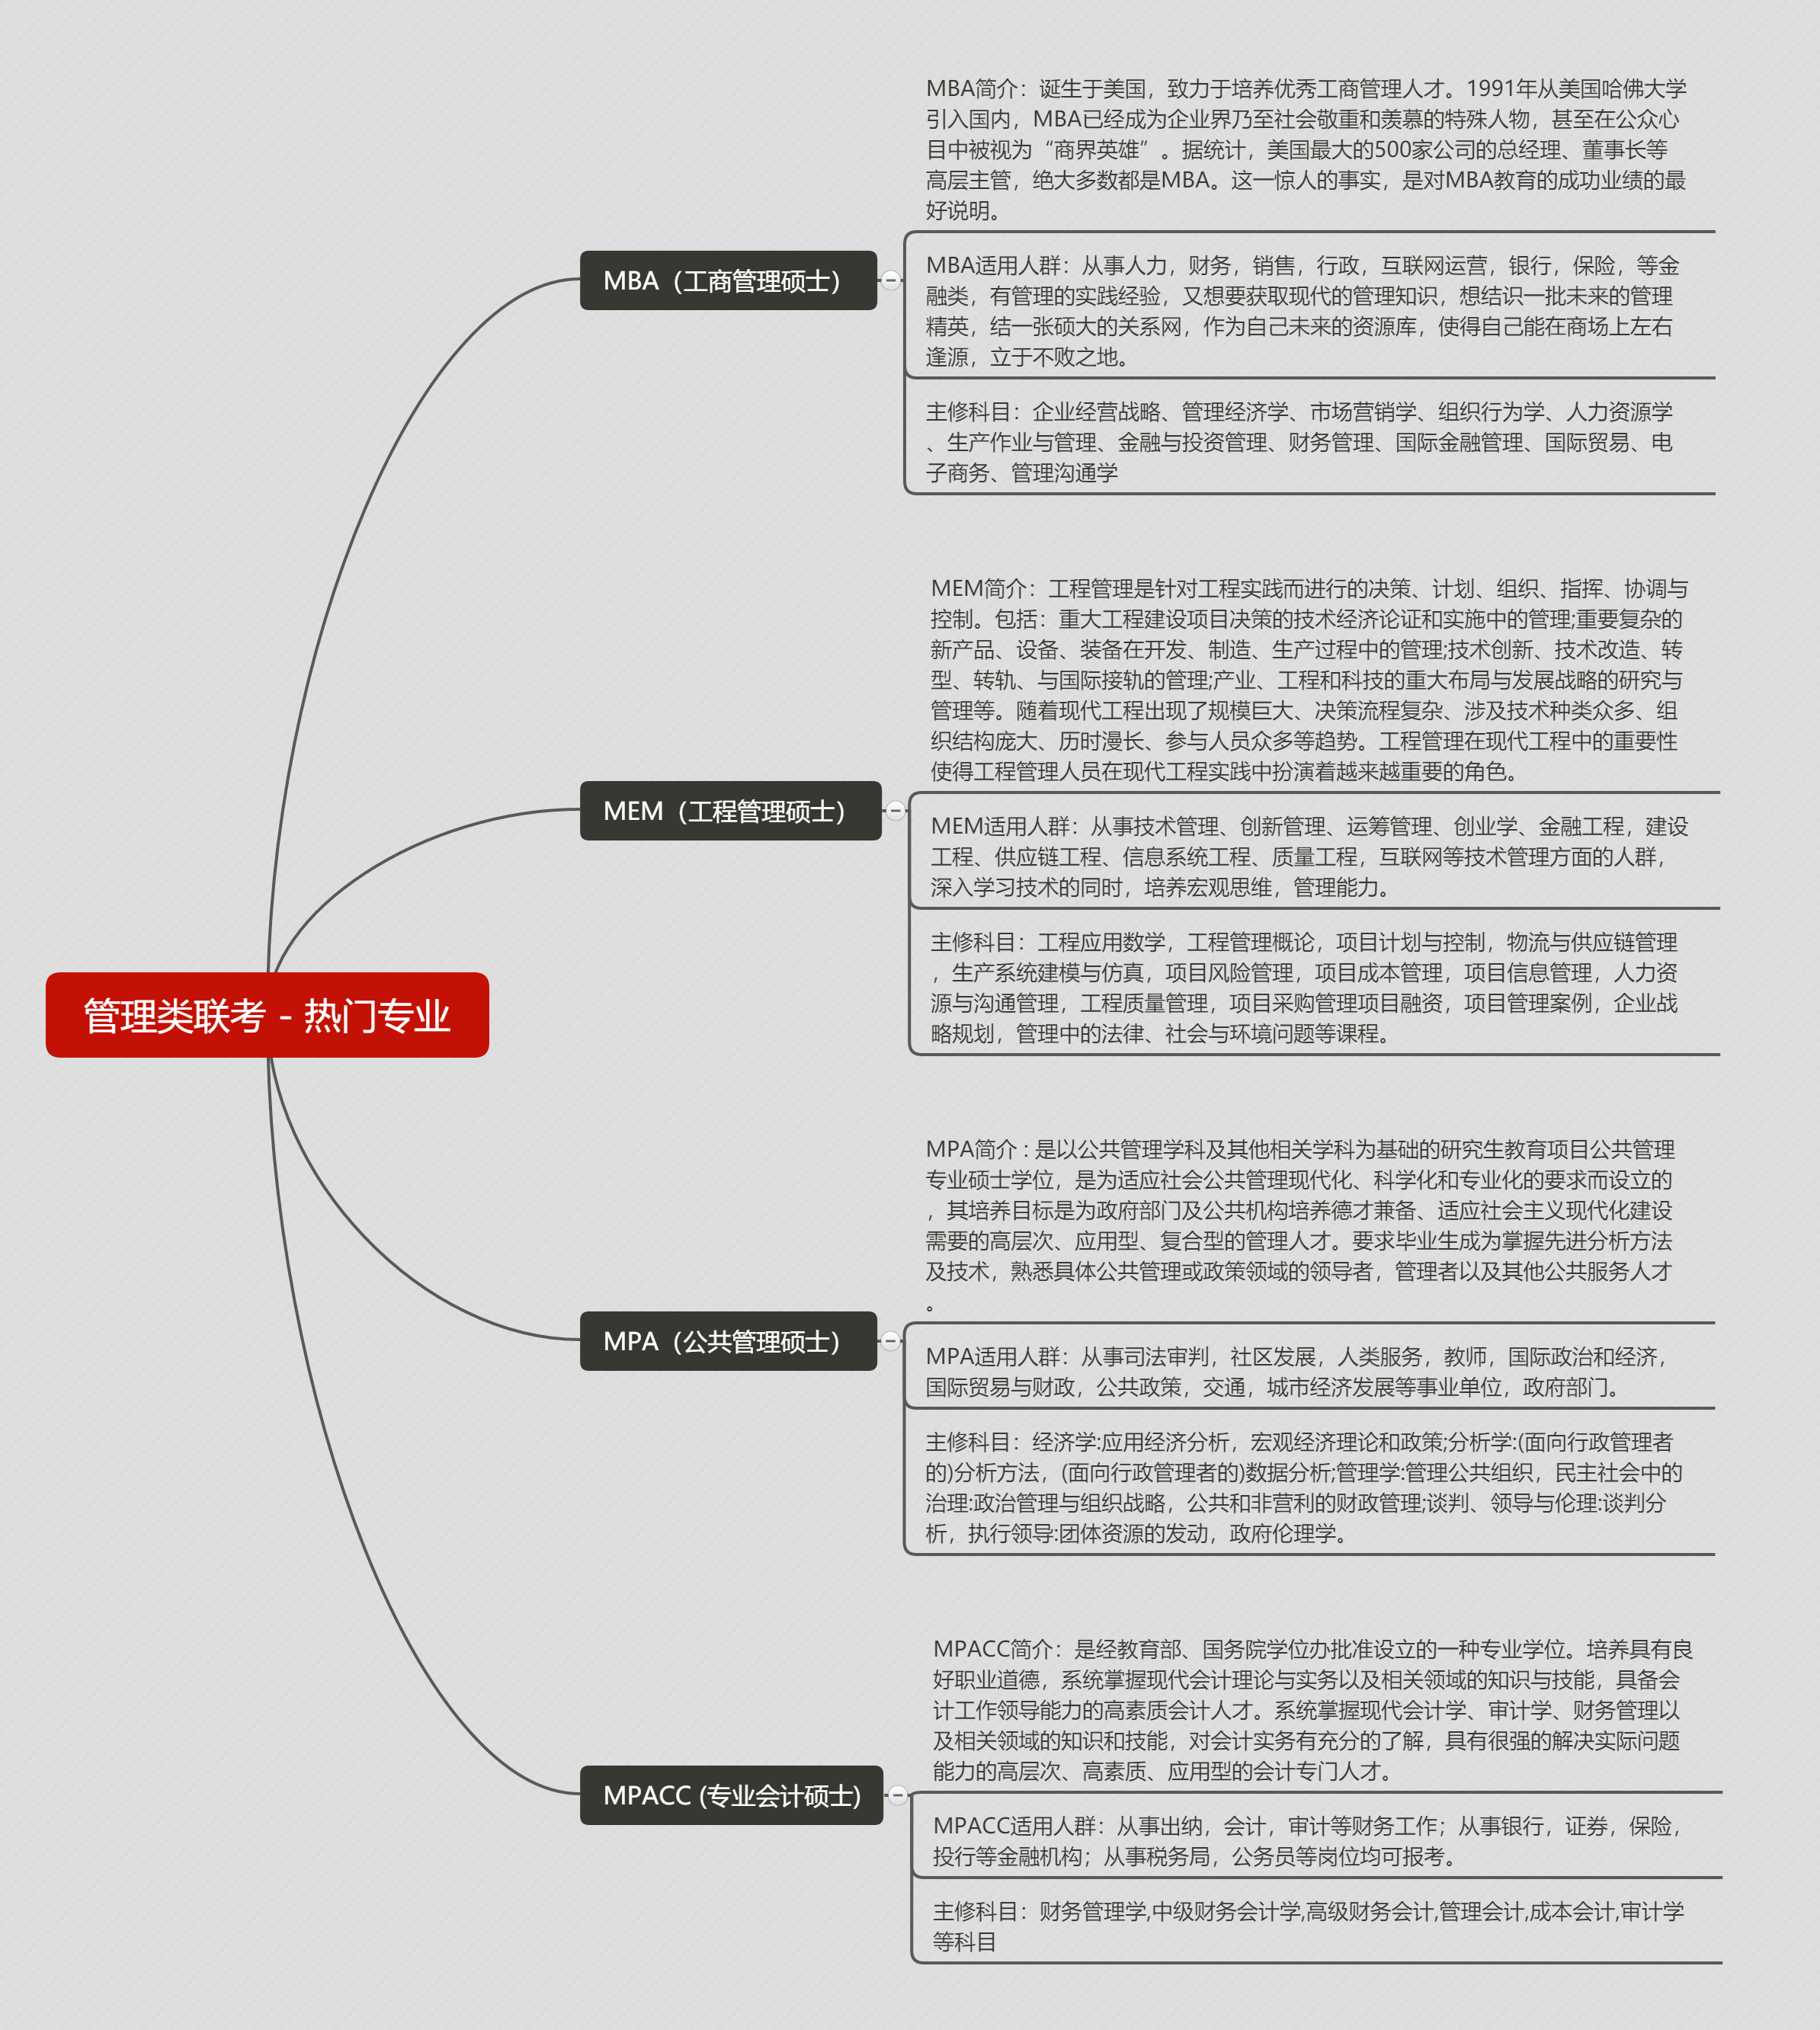 管理类联考 - 热门专业
MBA（工商管理硕士）
MBA简介：诞生于美国，致力于培养优秀工商管理人才。1991年从美国哈佛大学
引入国内，MBA已经成为企业界乃至社会敬重和羡慕的特殊人物，甚至在公众心
目中被视为“商界英雄”。据统计，美国最大的500家公司的总经理、董事长等
高层主管，绝大多数都是MBA。这一惊人的事实，是对MBA教育的成功业绩的最
好说明。
MBA适用人群：从事人力，财务，销售，行政，互联网运营，银行，保险，等金
融类，有管理的实践经验，又想要获取现代的管理知识，想结识一批未来的管理
精英，结一张硕大的关系网，作为自己未来的资源库，使得自己能在商场上左右
逢源，立于不败之地。
主修科目：企业经营战略、管理经济学、市场营销学、组织行为学、人力资源学
、生产作业与管理、金融与投资管理、财务管理、国际金融管理、国际贸易、电
子商务、管理沟通学
MEM（工程管理硕士）
MEM简介：工程管理是针对工程实践而进行的决策、计划、组织、指挥、协调与
控制。包括：重大工程建设项目决策的技术经济论证和实施中的管理;重要复杂的
新产品、设备、装备在开发、制造、生产过程中的管理;技术创新、技术改造、转
型、转轨、与国际接轨的管理;产业、工程和科技的重大布局与发展战略的研究与
管理等。随着现代工程出现了规模巨大、决策流程复杂、涉及技术种类众多、组
织结构庞大、历时漫长、参与人员众多等趋势。工程管理在现代工程中的重要性
使得工程管理人员在现代工程实践中扮演着越来越重要的角色。
MEM适用人群：从事技术管理、创新管理、运筹管理、创业学、金融工程，建设
工程、供应链工程、信息系统工程、质量工程，互联网等技术管理方面的人群，
深入学习技术的同时，培养宏观思维，管理能力。
主修科目：工程应用数学，工程管理概论，项目计划与控制，物流与供应链管理
，生产系统建模与仿真，项目风险管理，项目成本管理，项目信息管理，人力资
源与沟通管理，工程质量管理，项目采购管理项目融资，项目管理案例，企业战
略规划，管理中的法律、社会与环境问题等课程。
MPA（公共管理硕士）
MPA简介 : 是以公共管理学科及其他相关学科为基础的研究生教育项目公共管理
专业硕士学位，是为适应社会公共管理现代化、科学化和专业化的要求而设立的
，其培养目标是为政府部门及公共机构培养德才兼备、适应社会主义现代化建设
需要的高层次、应用型、复合型的管理人才。要求毕业生成为掌握先进分析方法
及技术，熟悉具体公共管理或政策领域的领导者，管理者以及其他公共服务人才
。
MPA适用人群：从事司法审判，社区发展，人类服务，教师，国际政治和经济，
国际贸易与财政，公共政策，交通，城市经济发展等事业单位，政府部门。
主修科目：经济学:应用经济分析，宏观经济理论和政策;分析学:(面向行政管理者
的)分析方法，(面向行政管理者的)数据分析;管理学:管理公共组织，民主社会中的
治理:政治管理与组织战略，公共和非营利的财政管理;谈判、领导与伦理:谈判分
析，执行领导:团体资源的发动，政府伦理学。
MPACC (专业会计硕士)
MPACC简介：是经教育部、国务院学位办批准设立的一种专业学位。培养具有良
好职业道德，系统掌握现代会计理论与实务以及相关领域的知识与技能，具备会
计工作领导能力的高素质会计人才。系统掌握现代会计学、审计学、财务管理以
及相关领域的知识和技能，对会计实务有充分的了解，具有很强的解决实际问题
能力的高层次、高素质、应用型的会计专门人才。
MPACC适用人群：从事出纳，会计，审计等财务工作；从事银行，证券，保险，
投行等金融机构；从事税务局，公务员等岗位均可报考。
主修科目：财务管理学,中级财务会计学,高级财务会计,管理会计,成本会计,审计学
等科目